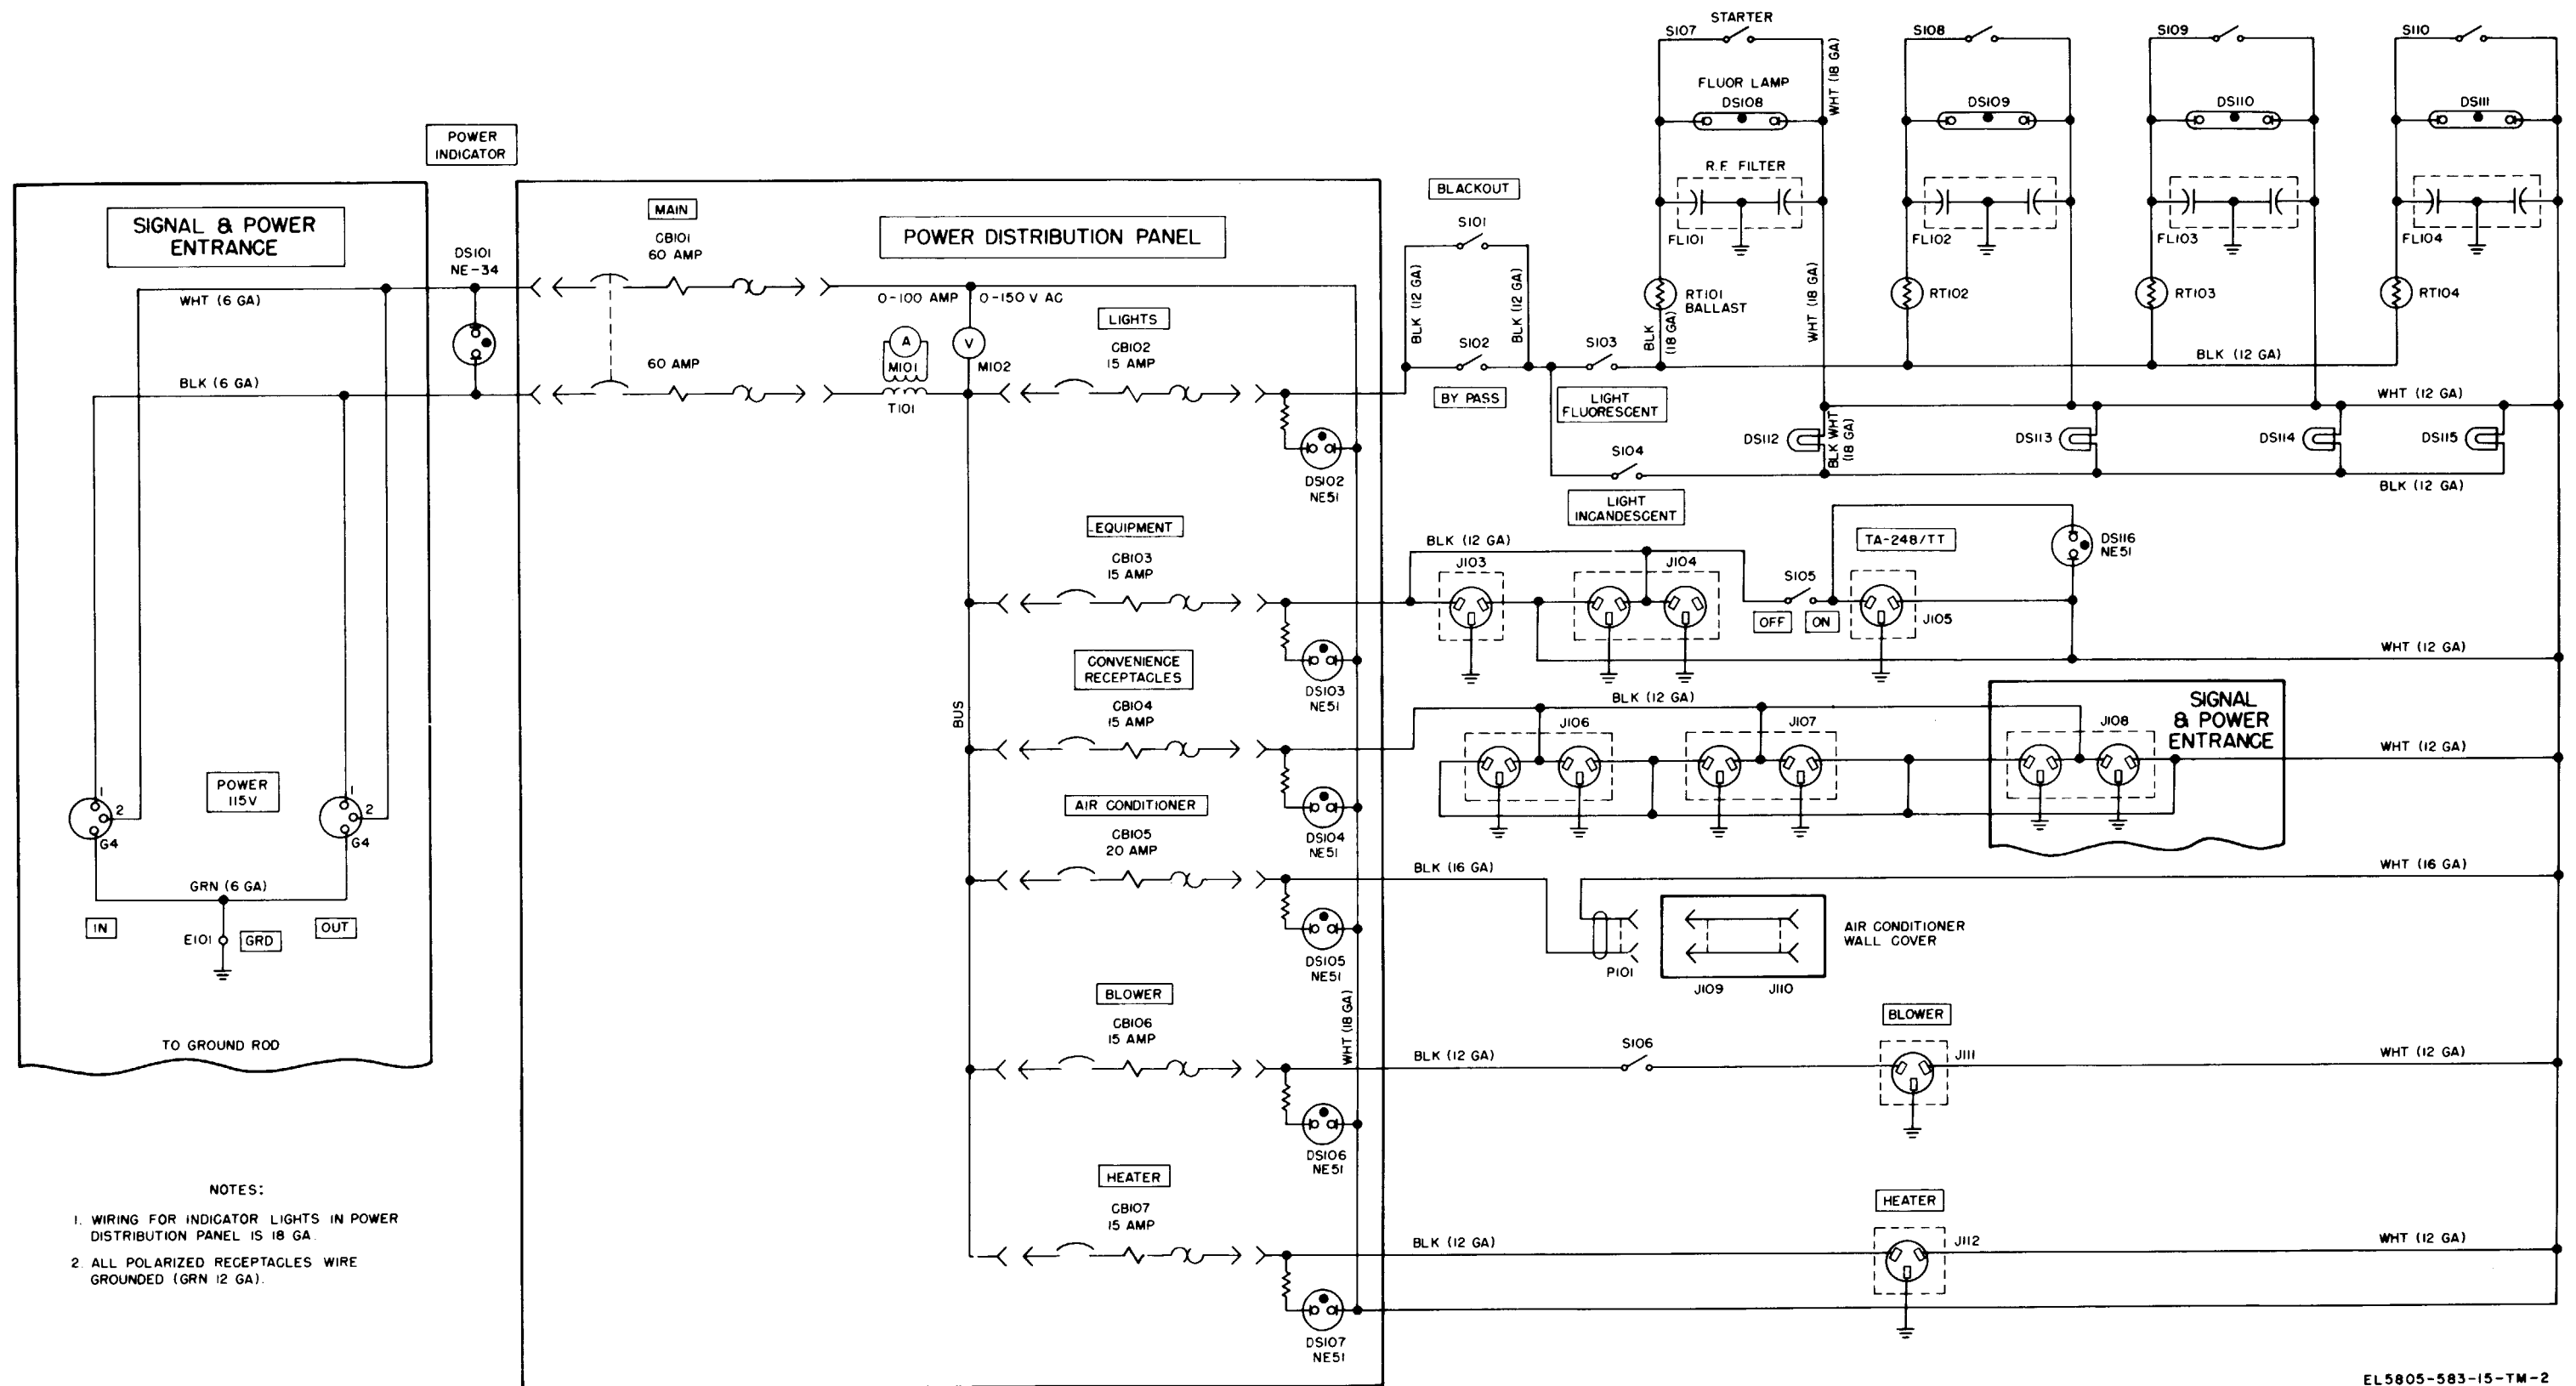 POWER
INDICATOR
SIGNAL & POWER
ENTRANCE
WHT (6 GA)
BLK (6 GA)
DS101
NE-34
POWER
115V
1
2
G4
1
2
G4
GRN (6 GA)
IN
E101
GRD
OUT
TO GROUND ROD
NOTES:
1. WIRING FOR INDICATOR LIGHTS IN POWER
DISTRIBUTION PANEL IS 18 GA.
2. ALL POLARIZED RECEPTACLES WIRE
GROUNDED (GRN 12 GA).
MAIN
CB101
60 AMP
60 AMP
POWER DISTRIBUTION PANEL
0-100 AMP
0-150 V AC
A
M101
T101
V
M102
BUS
LIGHTS
CB102
15 AMP
DS102
NE51
EQUIPMENT
CB103
15 AMP
DS103
NE51
CONVENIENCE
RECEPTACLES
CB104
15 AMP
DS104
NE51
AIR CONDITIONER
CB105
20 AMP
DS105
NE51
BLOWER
CB106
15 AMP
WHT (18 GA)
DS106
NE51
HEATER
CB107
15 AMP
DS107
NE51
BLACKOUT
S101
BLK (12 GA)
BLK (12 GA)
S102
BY PASS
S103
LIGHT
FLUORESCENT
S104
LIGHT
INCANDESCENT
S107
STARTER
WHT (18 GA)
FLUOR LAMP
DS108
R.F. FILTER
FL101
RT101
BALLAST
BLK
(18 GA)
WHT (18 GA)
S108
DS109
FL102
RT102
S109
DS110
FL103
RT103
S110
DS111
FL104
RT104
BLK (12 GA)
WHT (12 GA)
DS112
BLK WHT
(18 GA)
DS113
DS114
DS115
BLK (12 GA)
BLK (12 GA)
J103
J104
S105
OFF
ON
TA-248/TT
J105
DS116
NE51
WHT (12 GA)
BLK (12 GA)
J106
J107
J108
SIGNAL
& POWER
ENTRANCE
WHT (12 GA)
BLK (16 GA)
WHT (16 GA)
P101
J109
J110
AIR CONDITIONER
WALL COVER
BLOWER
BLK (12 GA)
S106
J111
WHT (12 GA)
HEATER
BLK (12 GA)
J112
WHT (12 GA)
EL5805-583-15-TM-2